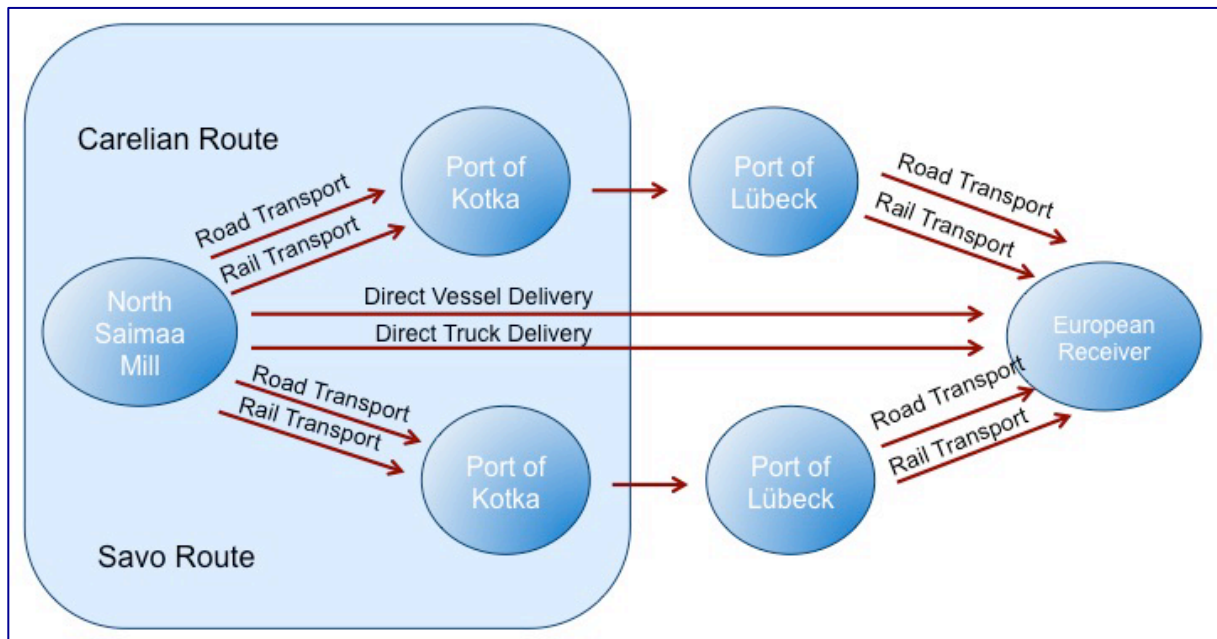 Carelian Route
Port of
Kotka
Port of
Lübeck
Road Transport
Rail Transport
Road Transport
Rail Transport
North
Saimaa
Mill
Direct Vessel Delivery
Direct Truck Delivery
European
Receiver
Road Transport
Rail Transport
Port of
Kotka
Port of
Lübeck
Road Transport
Rail Transport
Savo Route